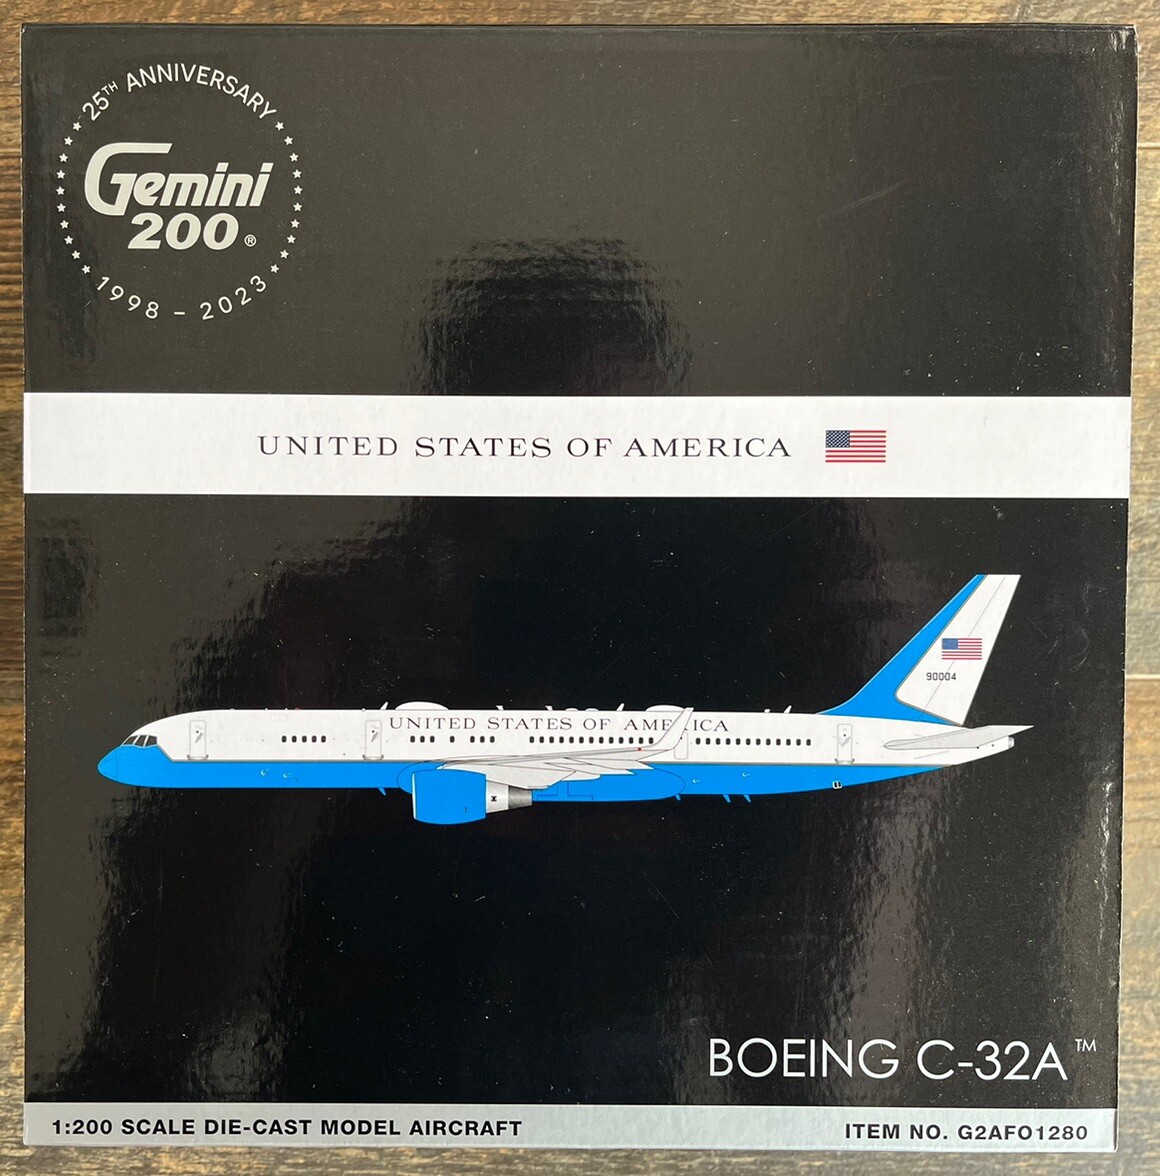 25TH ANNIVERSARY
Gemini
200®
1998 - 2023
UNITED STATES OF AMERICA
90004
UNITED STATES OF AMERICA
BOEING C-32A™
1:200 SCALE DIE-CAST MODEL AIRCRAFT
ITEM NO. G2AFO1280